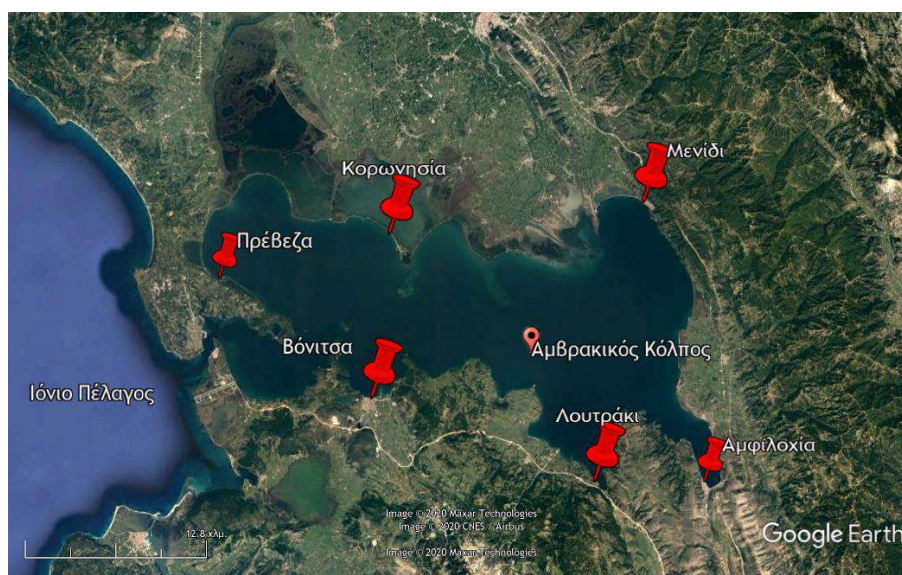 Μενίδι
Κορωνησία
Πρέβεζα
Βόνιτσα
Αμβρακικός Κόλπος
Ιόνιο Πέλαγος
Λουτράκι
Αμφιλοχία
Image © 2020 Maxar Technologies
Image © 2020 CNES / Airbus
12.8 χλμ.
Google Earth
Image © 2020 Maxar Technologies